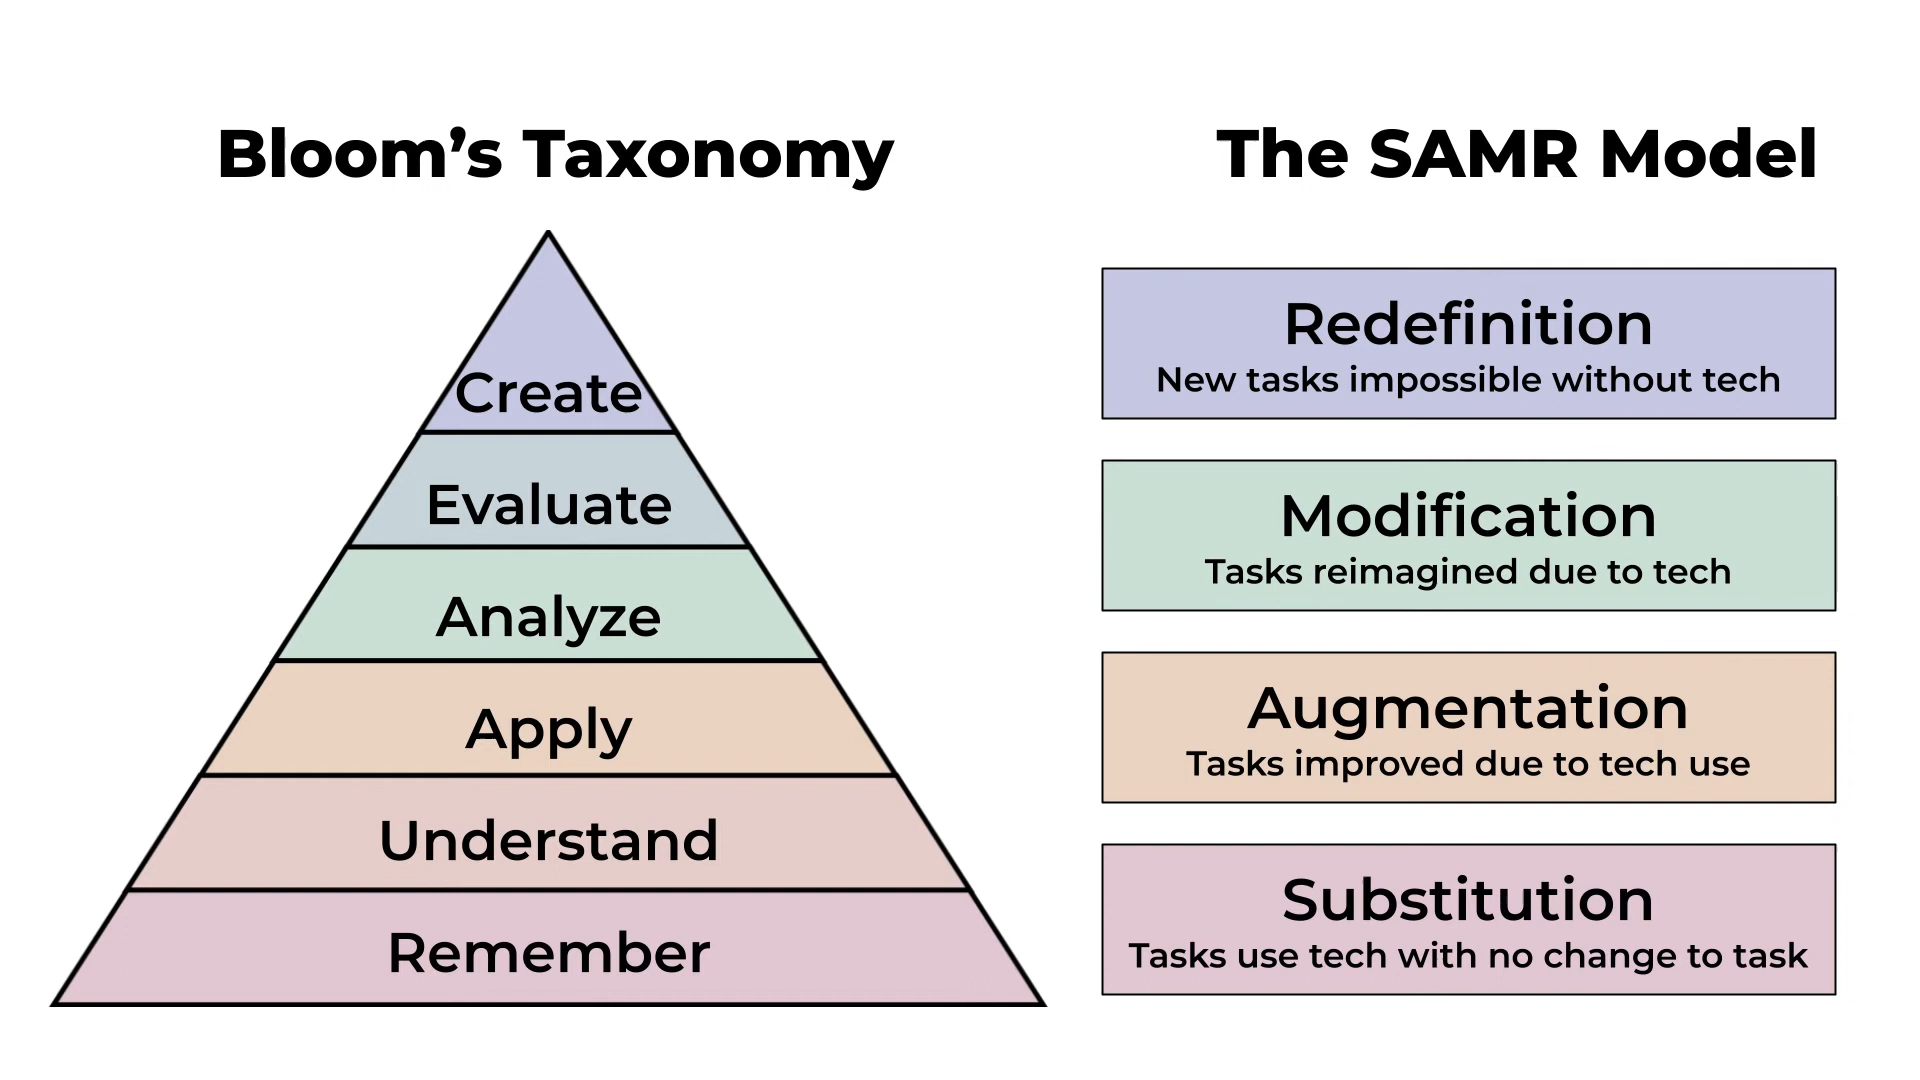 Bloom’s Taxonomy
Create
Evaluate
Analyze
Apply
Understand
Remember
The SAMR Model
Redefinition
New tasks impossible without tech
Modification
Tasks reimagined due to tech
Augmentation
Tasks improved due to tech use
Substitution
Tasks use tech with no change to task